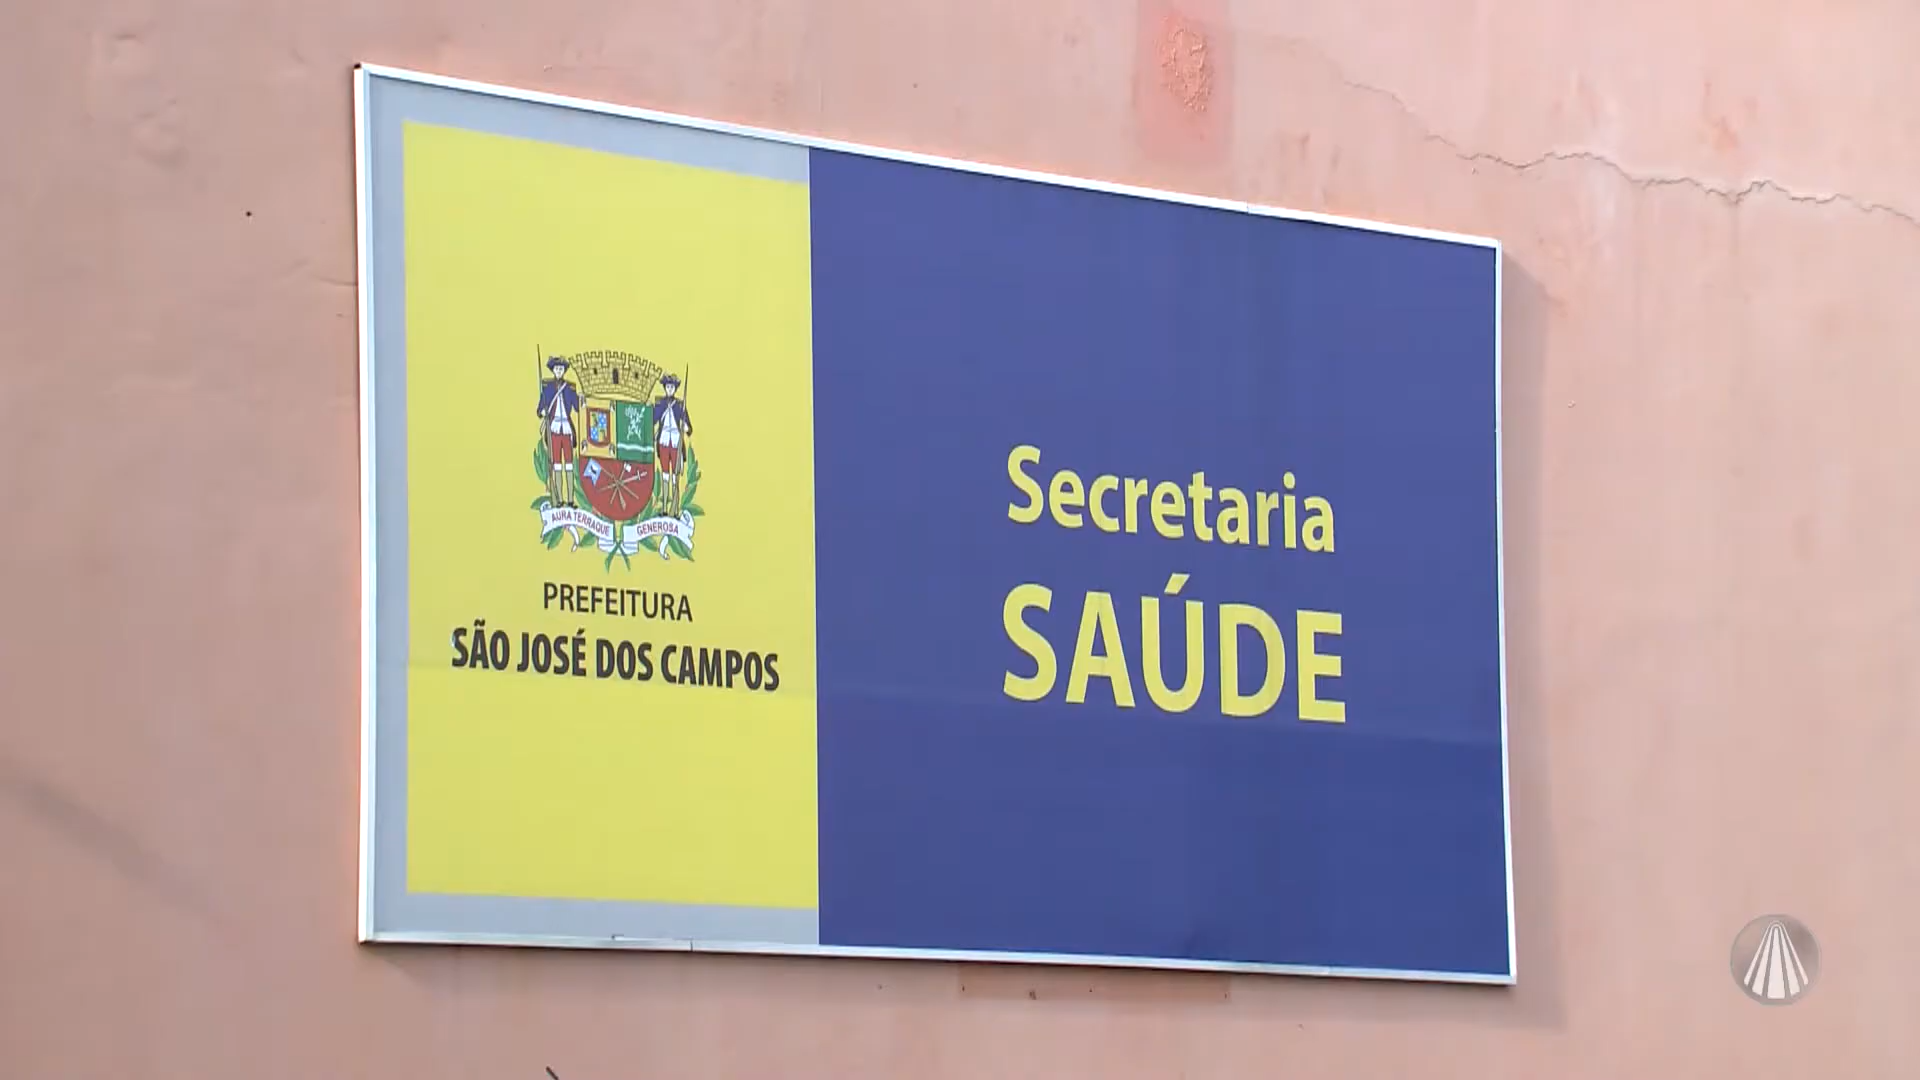 AURA TERRAQUE GENEROSA
PREFEITURA
SÃO JOSÉ DOS CAMPOS
Secretaria
SAÚDE